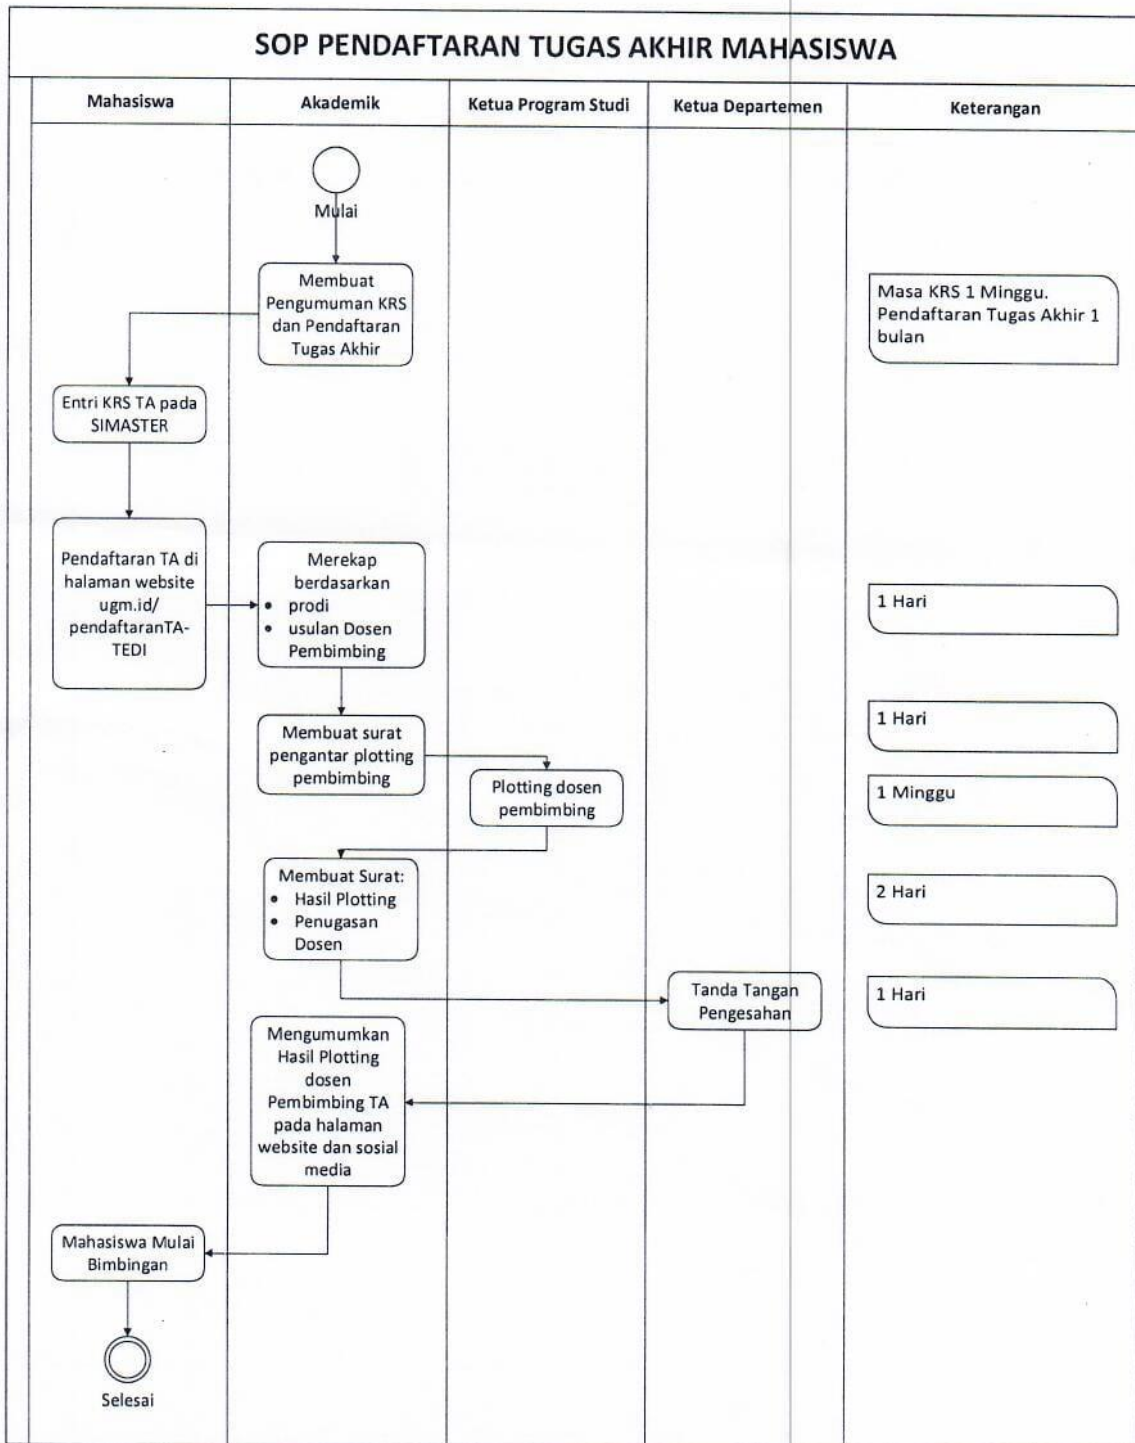 SOP PENDAFTARAN TUGAS AKHIR MAHASISWA
Mahasiswa
Akademik
Ketua Program Studi
Ketua Departemen
Keterangan
Mulai
Membuat
Pengumuman KRS
dan Pendaftaran
Tugas Akhir
Masa KRS 1 Minggu.
Pendaftaran Tugas Akhir 1
bulan
Entri KRS TA pada
SIMASTER
Pendaftaran TA di
halaman website
ugm.id/
pendaftaranTA-
TEDI
Merekap
berdasarkan
• prodi
• usulan Dosen
Pembimbing
1 Hari
Membuat surat
pengantar plotting
pembimbing
1 Hari
Plotting dosen
pembimbing
1 Minggu
Membuat Surat:
• Hasil Plotting
• Penugasan
Dosen
2 Hari
Tanda Tangan
Pengesahan
1 Hari
Mengumumkan
Hasil Plotting
dosen
Pembimbing TA
pada halaman
website dan sosial
media
Mahasiswa Mulai
Bimbingan
Selesai